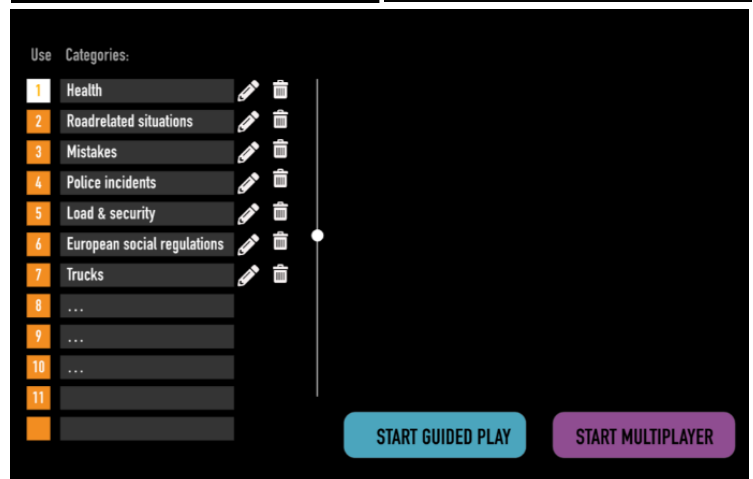 Use Categories:
1 Health
2 Roadrelated situations
3 Mistakes
4 Police incidents
5 Load & security
6 European social regulations
7 Trucks
8 ...
9 ...
10 ...
11
START GUIDED PLAY START MULTIPLAYER